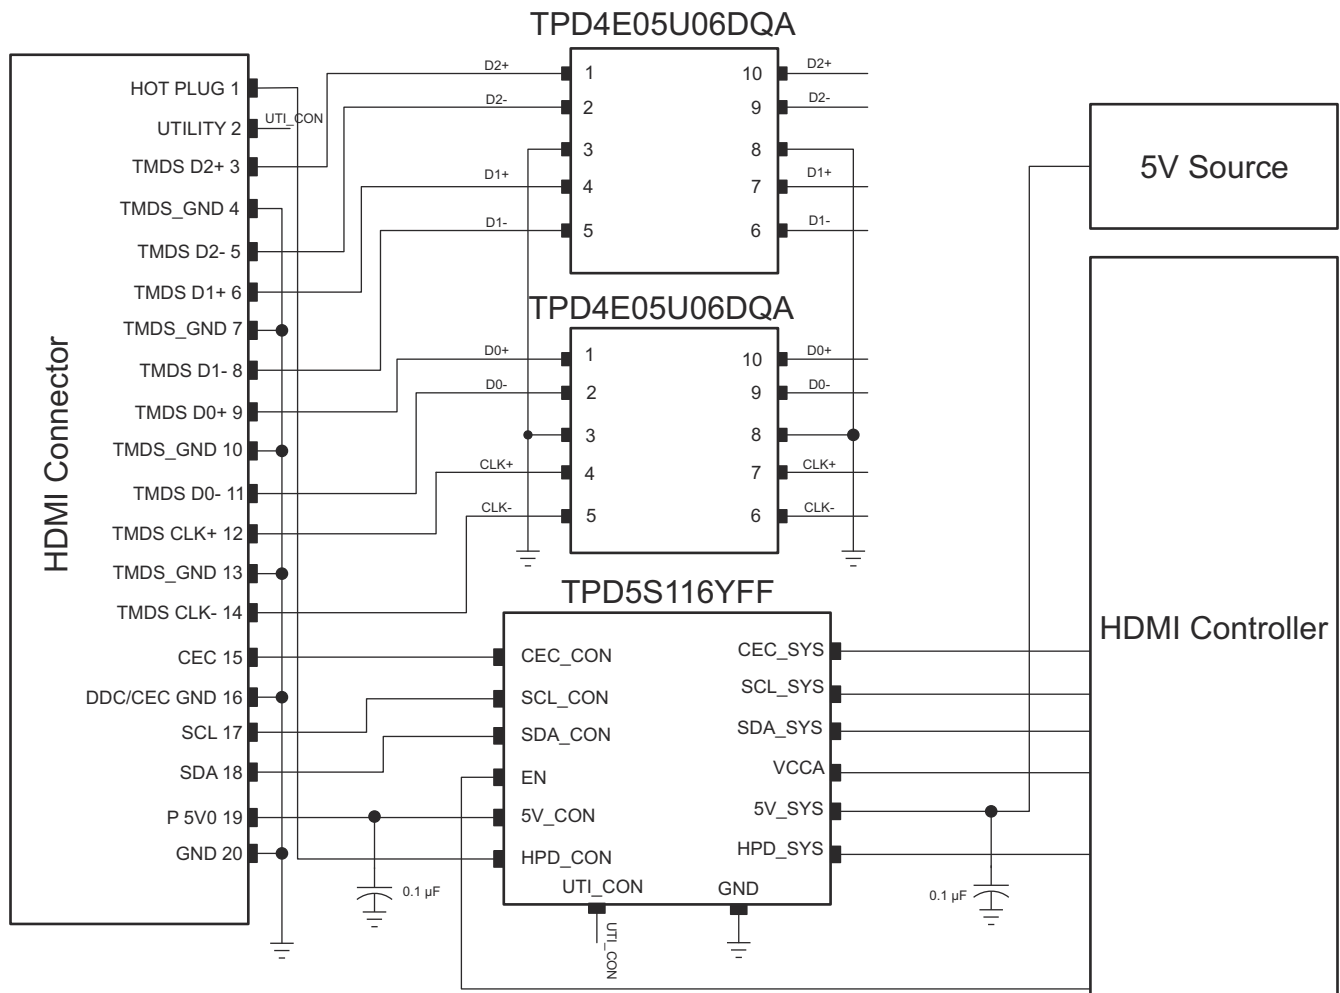 TPD4E05U06DQA
HDMI Connector
HOT PLUG 1
UTILITY 2
UTI_CON
TMDS D2+ 3
TMDS_GND 4
TMDS D2- 5
TMDS D1+ 6
TMDS_GND 7
TMDS D1- 8
TMDS D0+ 9
TMDS_GND 10
TMDS D0- 11
TMDS CLK+ 12
TMDS_GND 13
TMDS CLK- 14
CEC 15
DDC/CEC GND 16
SCL 17
SDA 18
P 5V0 19
GND 20
D2+ 1 10 D2+
D2- 2 9 D2-
3 8
D1+ 4 7 D1+
D1- 5 6 D1-
TPD4E05U06DQA
D0+ 1 10 D0+
D0- 2 9 D0-
3 8
CLK+ 4 7 CLK+
CLK- 5 6 CLK-
TPD5S116YFF
CEC_CON CEC_SYS
SCL_CON SCL_SYS
SDA_CON SDA_SYS
EN VCCA
5V_CON 5V_SYS
HPD_CON HPD_SYS
UTI_CON GND
UTI_CON
0.1 µF
0.1 µF
5V Source
HDMI Controller